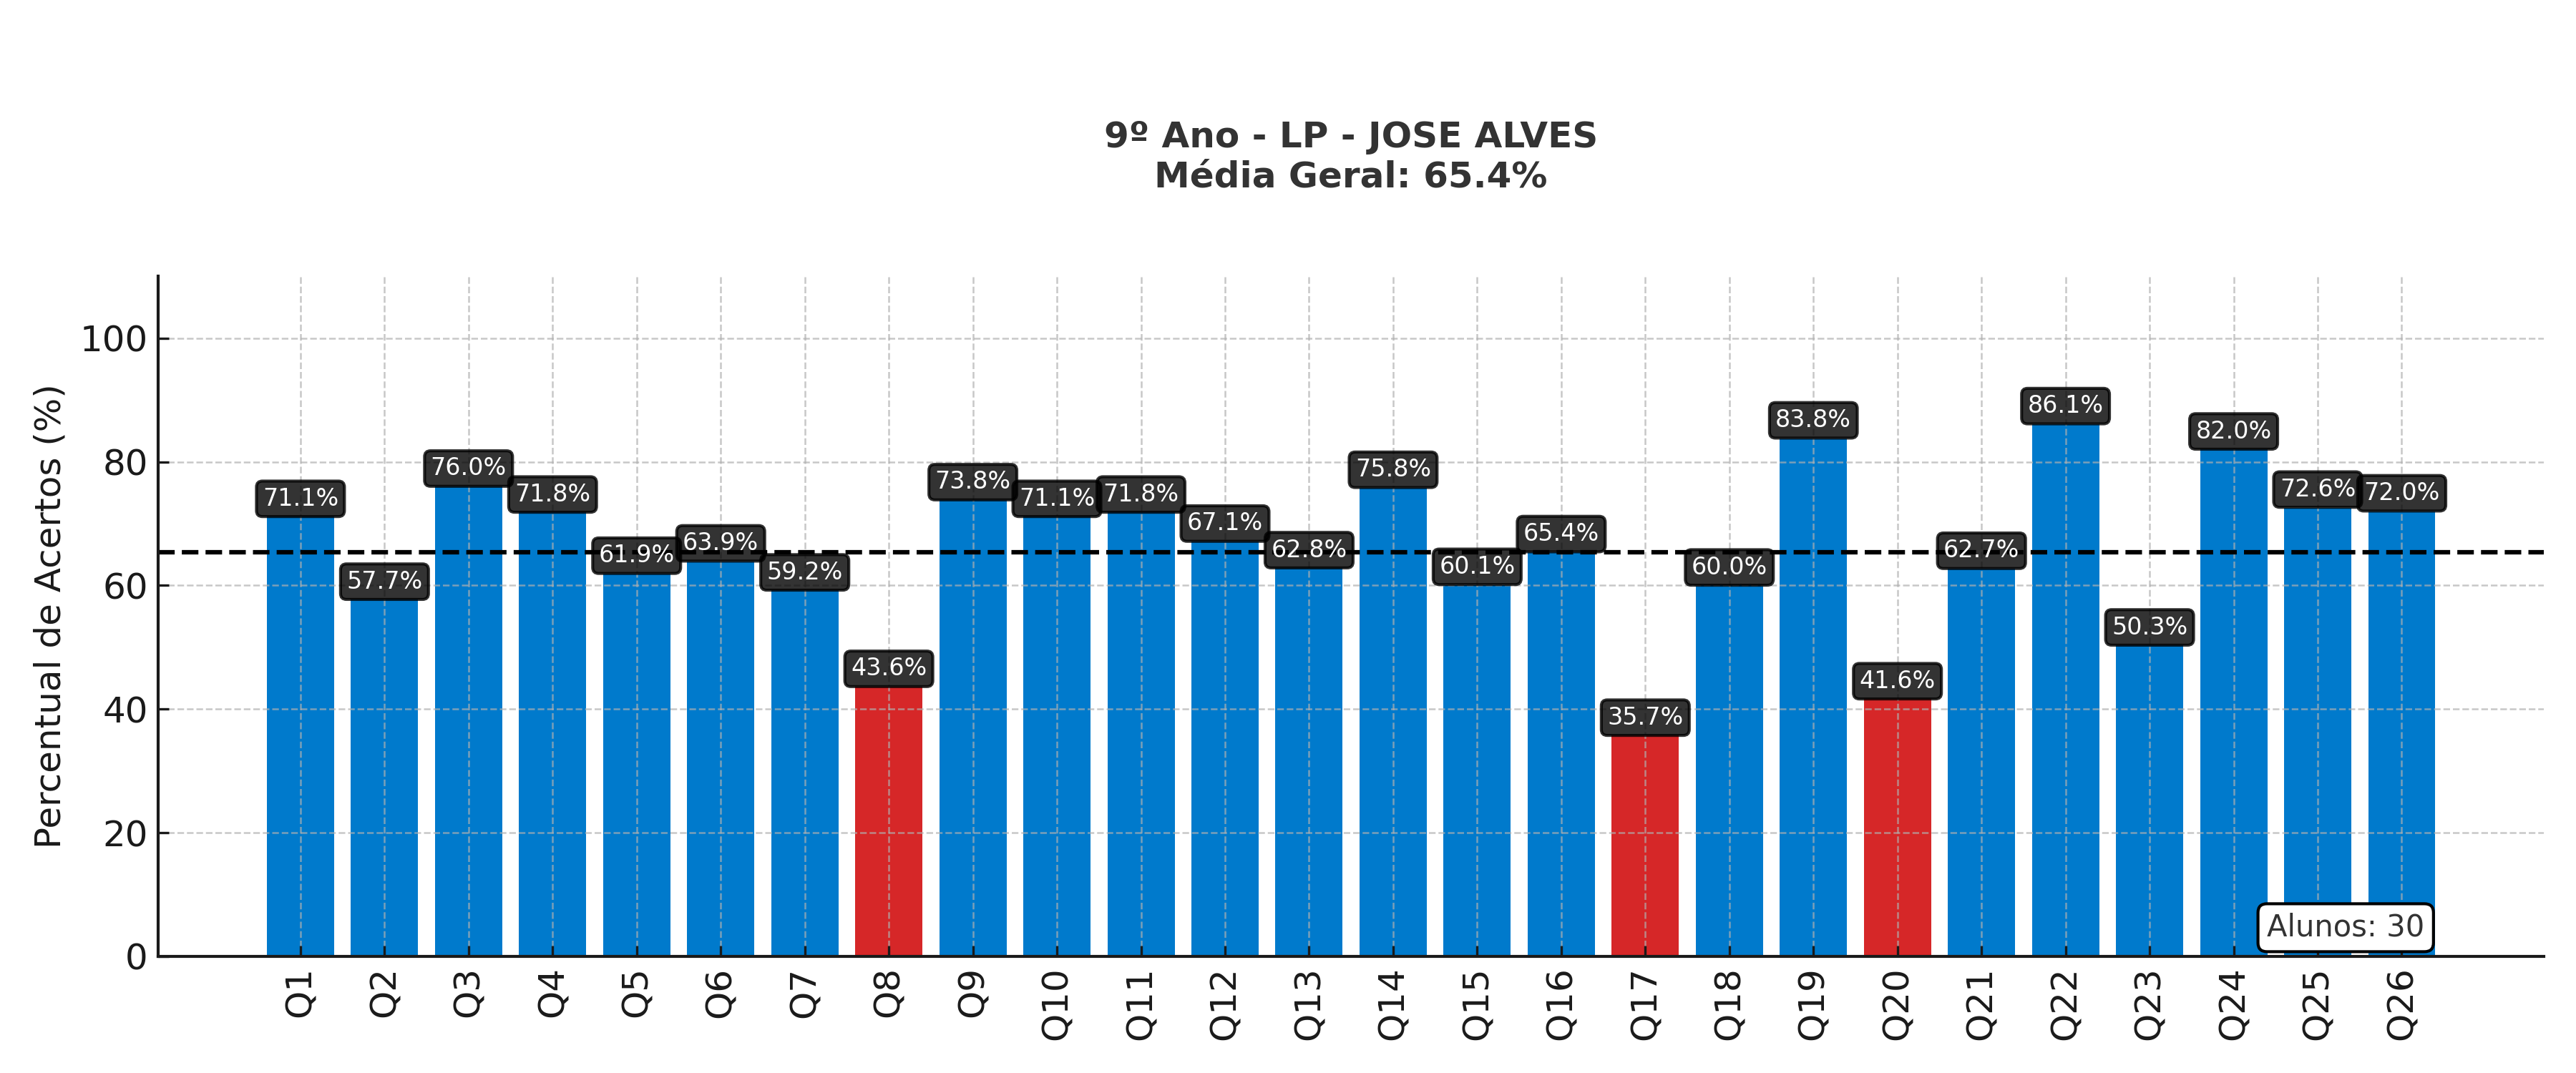 9º Ano - LP - JOSE ALVES
Média Geral: 65.4%
Percentual de Acertos (%)
100
80
60
40
20
0
71.1%
57.7%
76.0%
71.8%
61.9%
63.9%
59.2%
43.6%
73.8%
71.1%
71.8%
67.1%
62.8%
75.8%
60.1%
65.4%
35.7%
60.0%
83.8%
41.6%
62.7%
86.1%
50.3%
82.0%
72.6%
72.0%
Alunos: 30
Q1
Q2
Q3
Q4
Q5
Q6
Q7
Q8
Q9
Q10
Q11
Q12
Q13
Q14
Q15
Q16
Q17
Q18
Q19
Q20
Q21
Q22
Q23
Q24
Q25
Q26